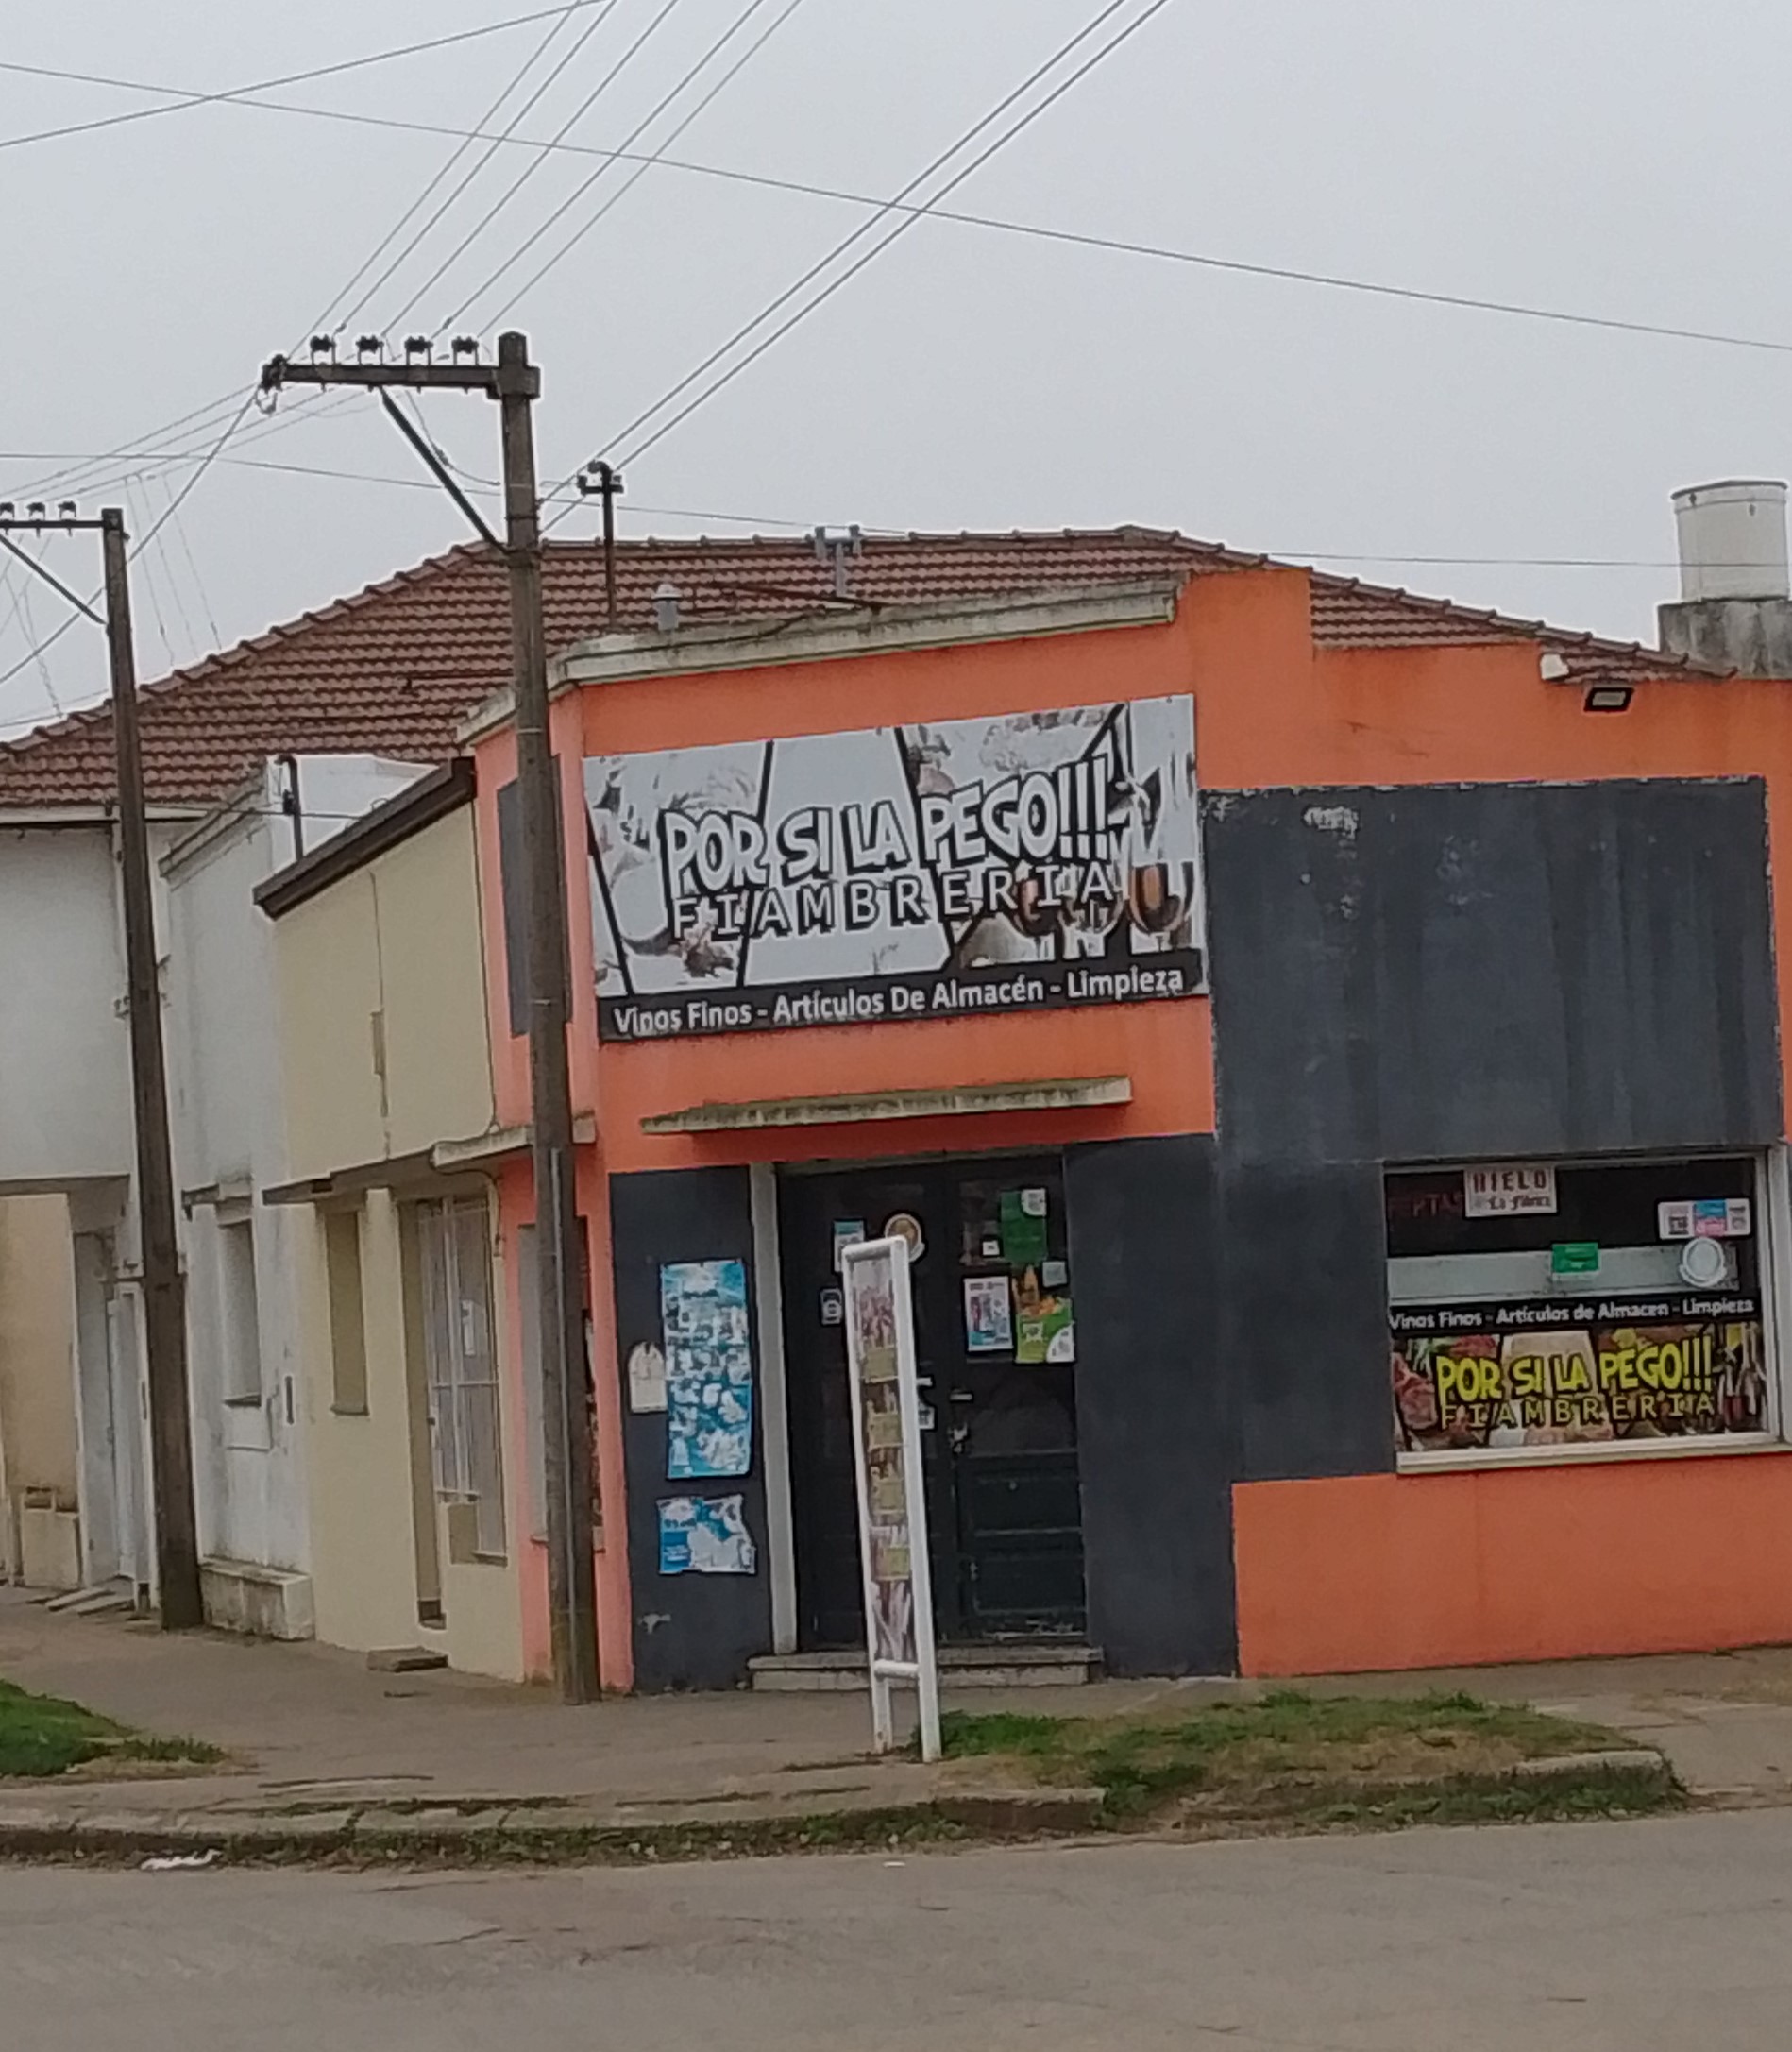 POR SI LA PEGO!!!
FIAMBRERIA
Vinos Finos - Artículos De Almacén - Limpieza
HIELO
Vinos Finos - Artículos de Almacen - Limpieza
POR SI LA PEGO!!!
FIAMBRERIA